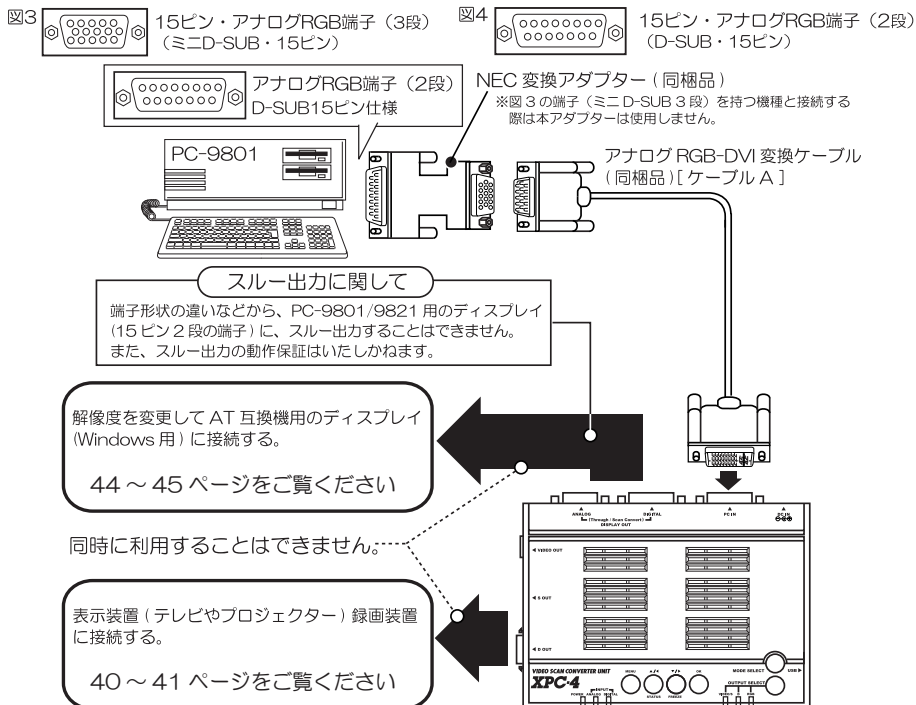 図3
15ピン・アナログRGB端子（3段）
（ミニD-SUB・15ピン）
図4
15ピン・アナログRGB端子（2段）
（D-SUB・15ピン）
アナログRGB端子（2段）
D-SUB15ピン仕様
NEC 変換アダプター ( 同梱品 )
※図 3 の端子（ミニ D-SUB 3 段）を持つ機種と接続する
際は本アダプターは使用しません。
PC-9801
アナログ RGB-DVI 変換ケーブル
( 同梱品 ) [ ケーブル A ]
スルー出力に関して
端子形状の違いなどから、PC-9801/9821 用のディスプレイ
(15 ピン 2 段の端子 ) に、スルー出力することはできません。
また、スルー出力の動作保証はいたしかねます。
解像度を変更して AT 互換機用のディスプレイ
(Windows 用 ) に接続する。
44 ～ 45 ページをご覧ください
同時に利用することはできません。
表示装置 ( テレビやプロジェクター ) 録画装置
に接続する。
40 ～ 41 ページをご覧ください
ANALOG
DIGITAL
(Through / Scan Convert)
DISPLAY OUT
PC IN
DC IN
VIDEO OUT
S OUT
D OUT
VIDEO SCAN CONVERTER UNIT
XPC-4
MENU
OK
STATUS
FREEZE
MODE SELECT
USB
OUTPUT SELECT
POWER
INPUT
ANALOG
DIGITAL
VIDEO/S
D
RGB